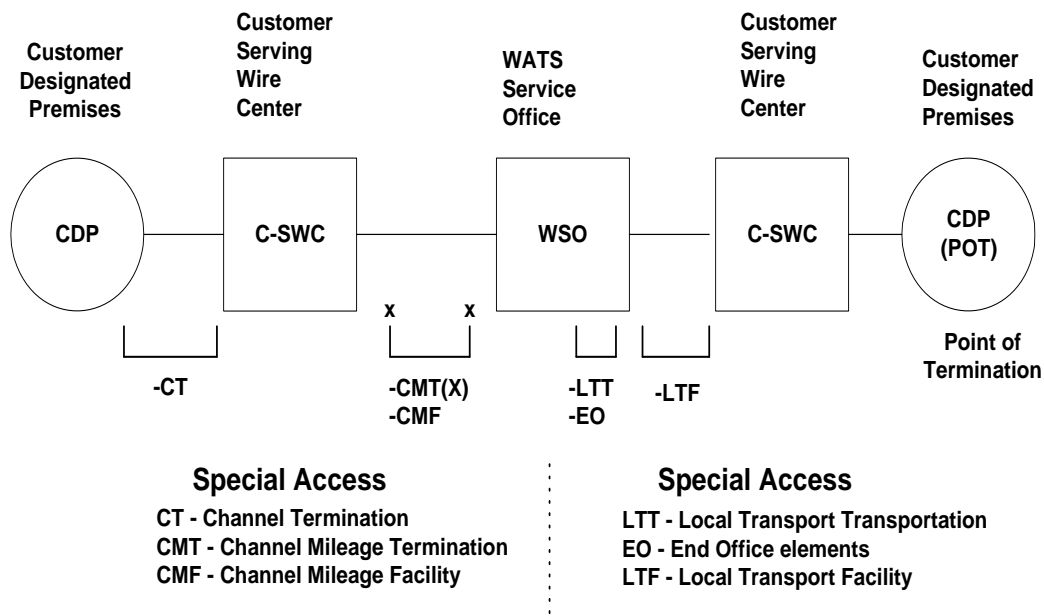 Customer
Designated
Premises
Customer
Serving
Wire
Center
WATS
Service
Office
Customer
Serving
Wire
Center
Customer
Designated
Premises
CDP
C-SWC
WSO
C-SWC
CDP
(POT)
x x
Point of
Termination
-CT
-CMT(X)
-CMF
-LTT
-EO
-LTF
Special Access
CT - Channel Termination
CMT - Channel Mileage Termination
CMF - Channel Mileage Facility
Special Access
LTT - Local Transport Transportation
EO - End Office elements
LTF - Local Transport Facility